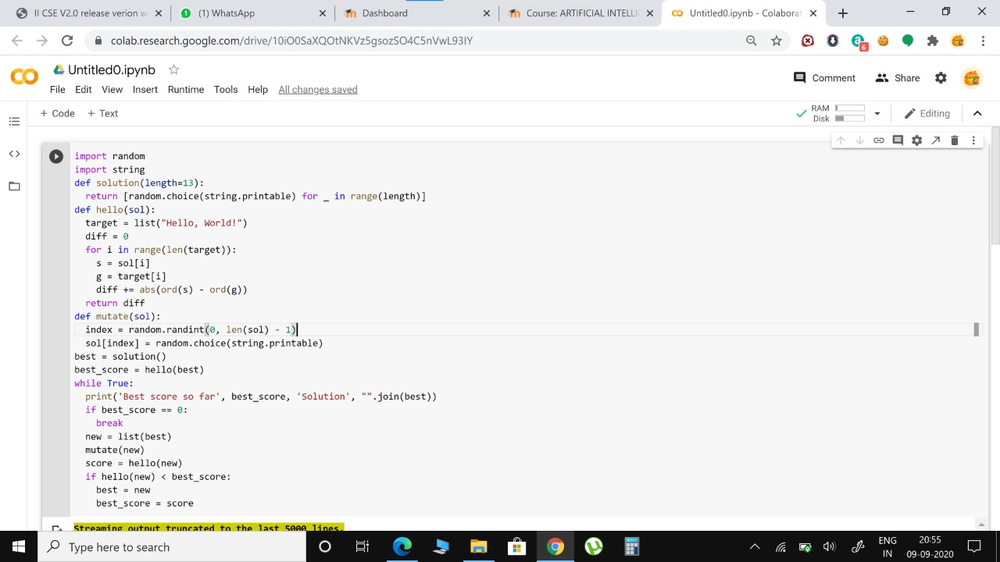 II CSE V2.0 release verion w
(1) WhatsApp
Dashboard
Course: ARTIFICIAL INTELLI
Untitled0.ipynb - Colaborat
colab.research.google.com/drive/10iO0SaXQOtNKVz5gsozSO4C5nVwL93IY
6
Untitled0.ipynb
File Edit View Insert Runtime Tools Help All changes saved
Comment Share
+ Code + Text
RAM
Disk
Editing
import random
import string
def solution(length=13):
  return [random.choice(string.printable) for _ in range(length)]
def hello(sol):
  target = list("Hello, World!")
  diff = 0
  for i in range(len(target)):
    s = sol[i]
    g = target[i]
    diff += abs(ord(s) - ord(g))
  return diff
def mutate(sol):
  index = random.randint(0, len(sol) - 1)
  sol[index] = random.choice(string.printable)
best = solution()
best_score = hello(best)
while True:
  print('Best score so far', best_score, 'Solution', "".join(best))
  if best_score == 0:
    break
  new = list(best)
  mutate(new)
  score = hello(new)
  if hello(new) < best_score:
    best = new
    best_score = score
Streaming output truncated to the last 5000 lines.
Type here to search
ENG
IN
20:55
09-09-2020